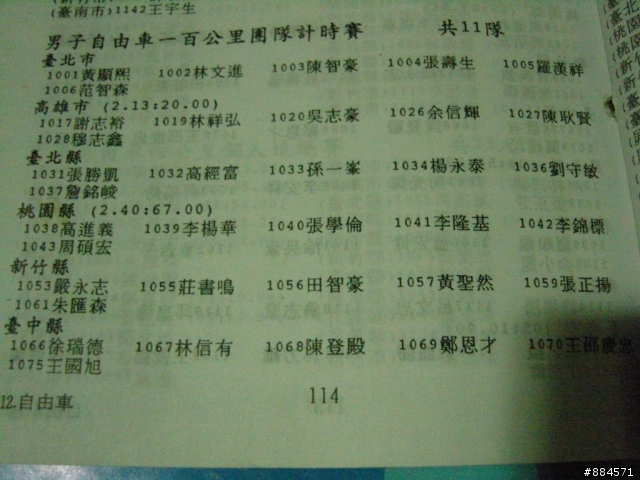 (臺南市)1142王字生
男子自由車一百公里團隊計時賽 共11隊
臺北市
1001黃顯熙 1002林文進 1003陳智豪 1004張壽生 1005羅漢祥
1006范智森
高雄市 (2.13:20.00)
1017謝志裕 1019林祥弘 1020吳志豪 1026余信輝 1027陳耿賢
1028穆志鑫
臺北縣
1031張勝凱 1032高經富 1033孫一峯 1034楊永泰 1036劉守敏
1037詹銘峻
桃園縣 (2.40:67.00)
1038高進義 1039李楊華 1040張學倫 1041李隆基 1042李錦標
1043周碩宏
新竹縣
1053嚴永志 1055莊書鳴 1056田智豪 1057黃聖然 1059張正揚
1061朱匯森
臺中縣
1066徐瑞德 1067林信有 1068陳登殿 1069鄭恩才 1070王邵慶忠
1075王國旭
12.自由車 114
#884571